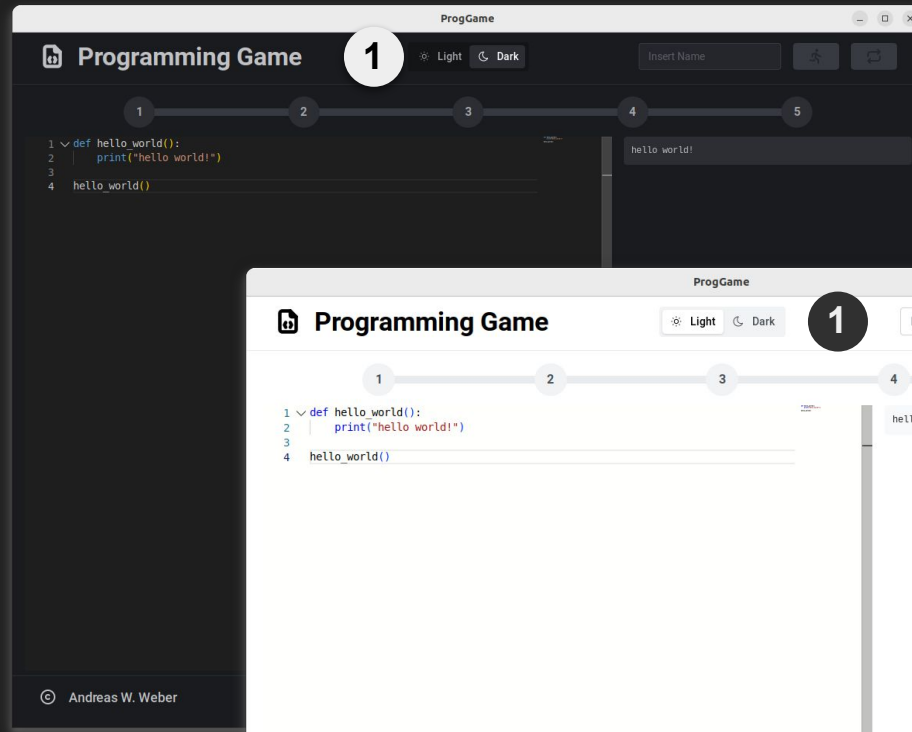 ProgGame
Programming Game
1
Light
Dark
Insert Name
1 2 3 4 5
1 def hello_world():
2 print("hello world!")
3
4 hello_world()
hello world!
ProgGame
Programming Game
Light
Dark
1
1 2 3 4
1 def hello_world():
2 print("hello world!")
3
4 hello_world()
hell
© Andreas W. Weber